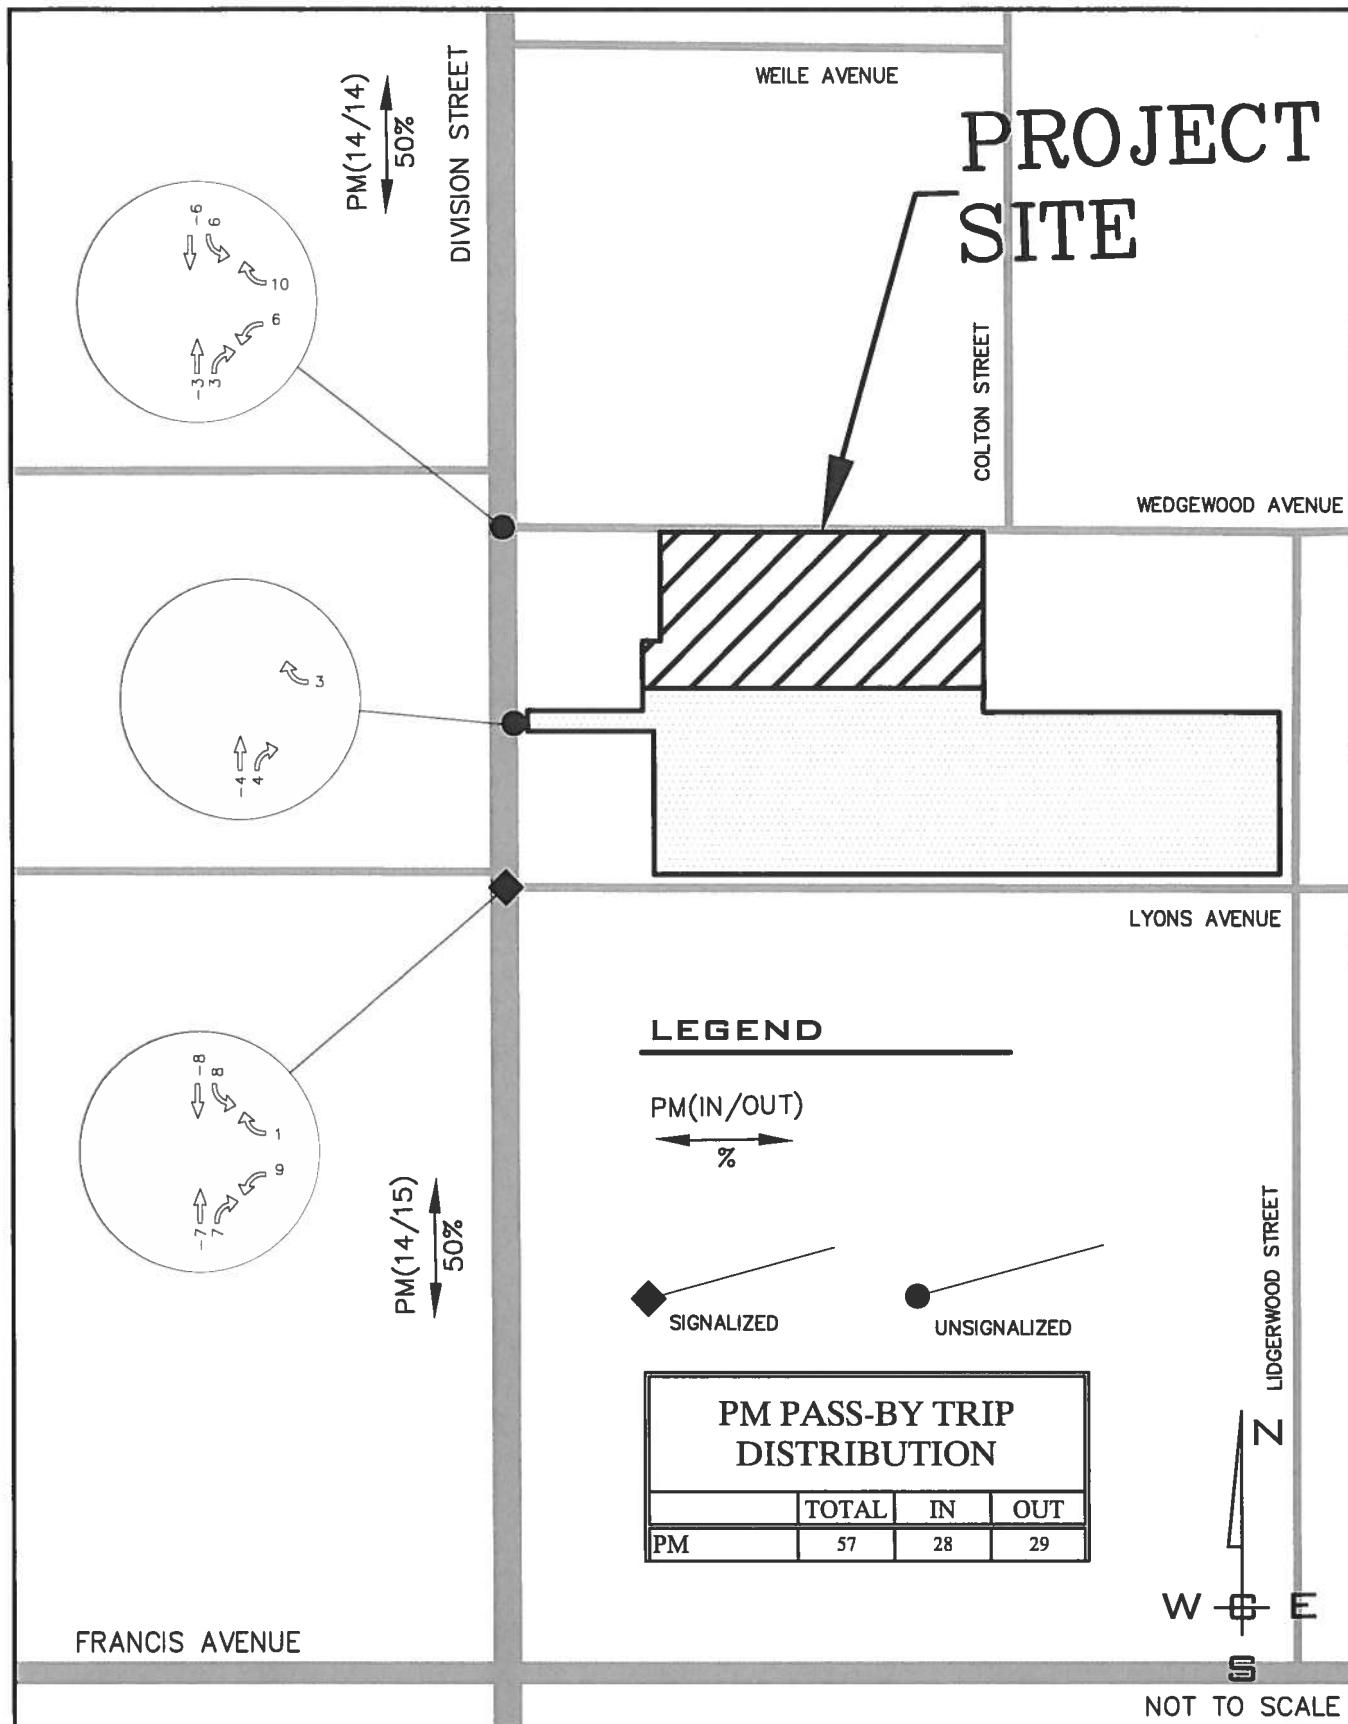 WEILE AVENUE
PROJECT
SITE
DIVISION STREET
PM(14/14)
50%
-6
6
10
6
-3
3
COLTON STREET
WEDGEWOOD AVENUE
3
-4
4
LYONS AVENUE
-8
8
1
9
-7
7
PM(14/15)
50%
LEGEND
PM(IN/OUT)
%
SIGNALIZED
UNSIGNALIZED
LIDGERWOOD STREET
PM PASS-BY TRIP
DISTRIBUTION
TOTAL IN OUT
PM 57 28 29
N
W E
S
FRANCIS AVENUE
NOT TO SCALE